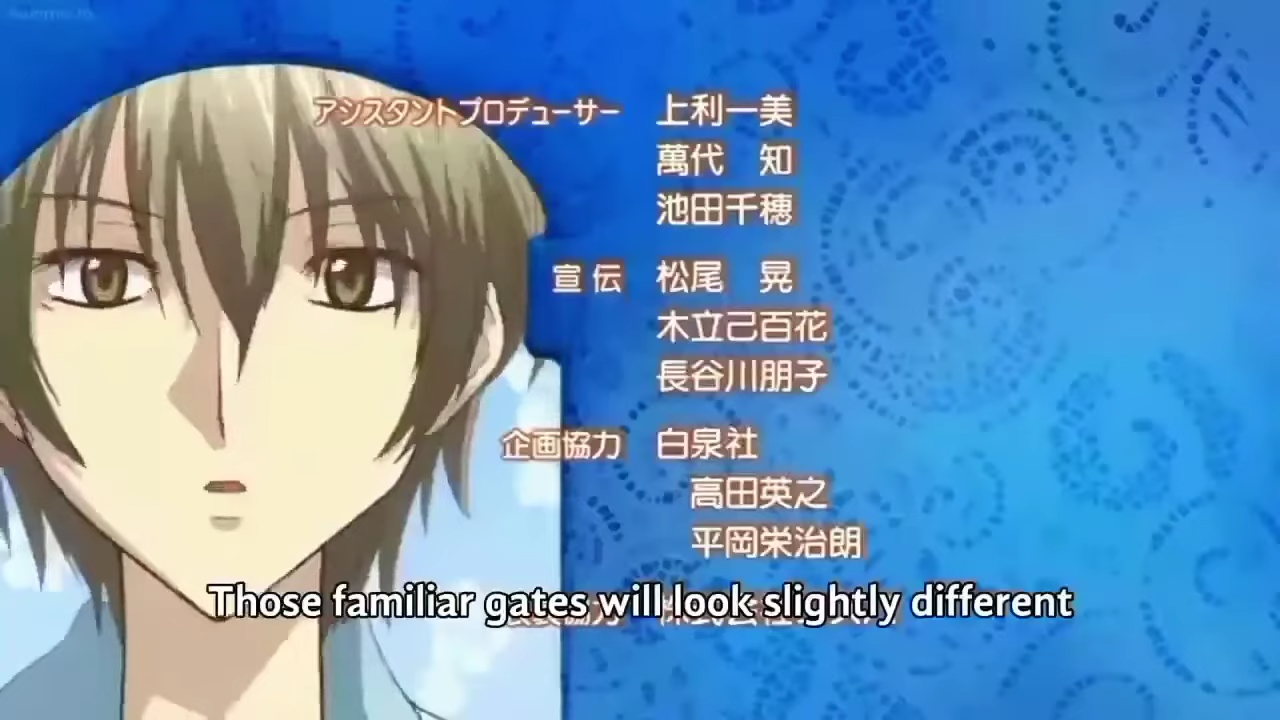 アシスタントプロデューサー 上利一美
萬代 知
池田千穂
宣伝 松尾 晃
木立己百花
長谷川朋子
企画協力 白泉社
高田英之
平岡栄治朗
Those familiar gates will look slightly different